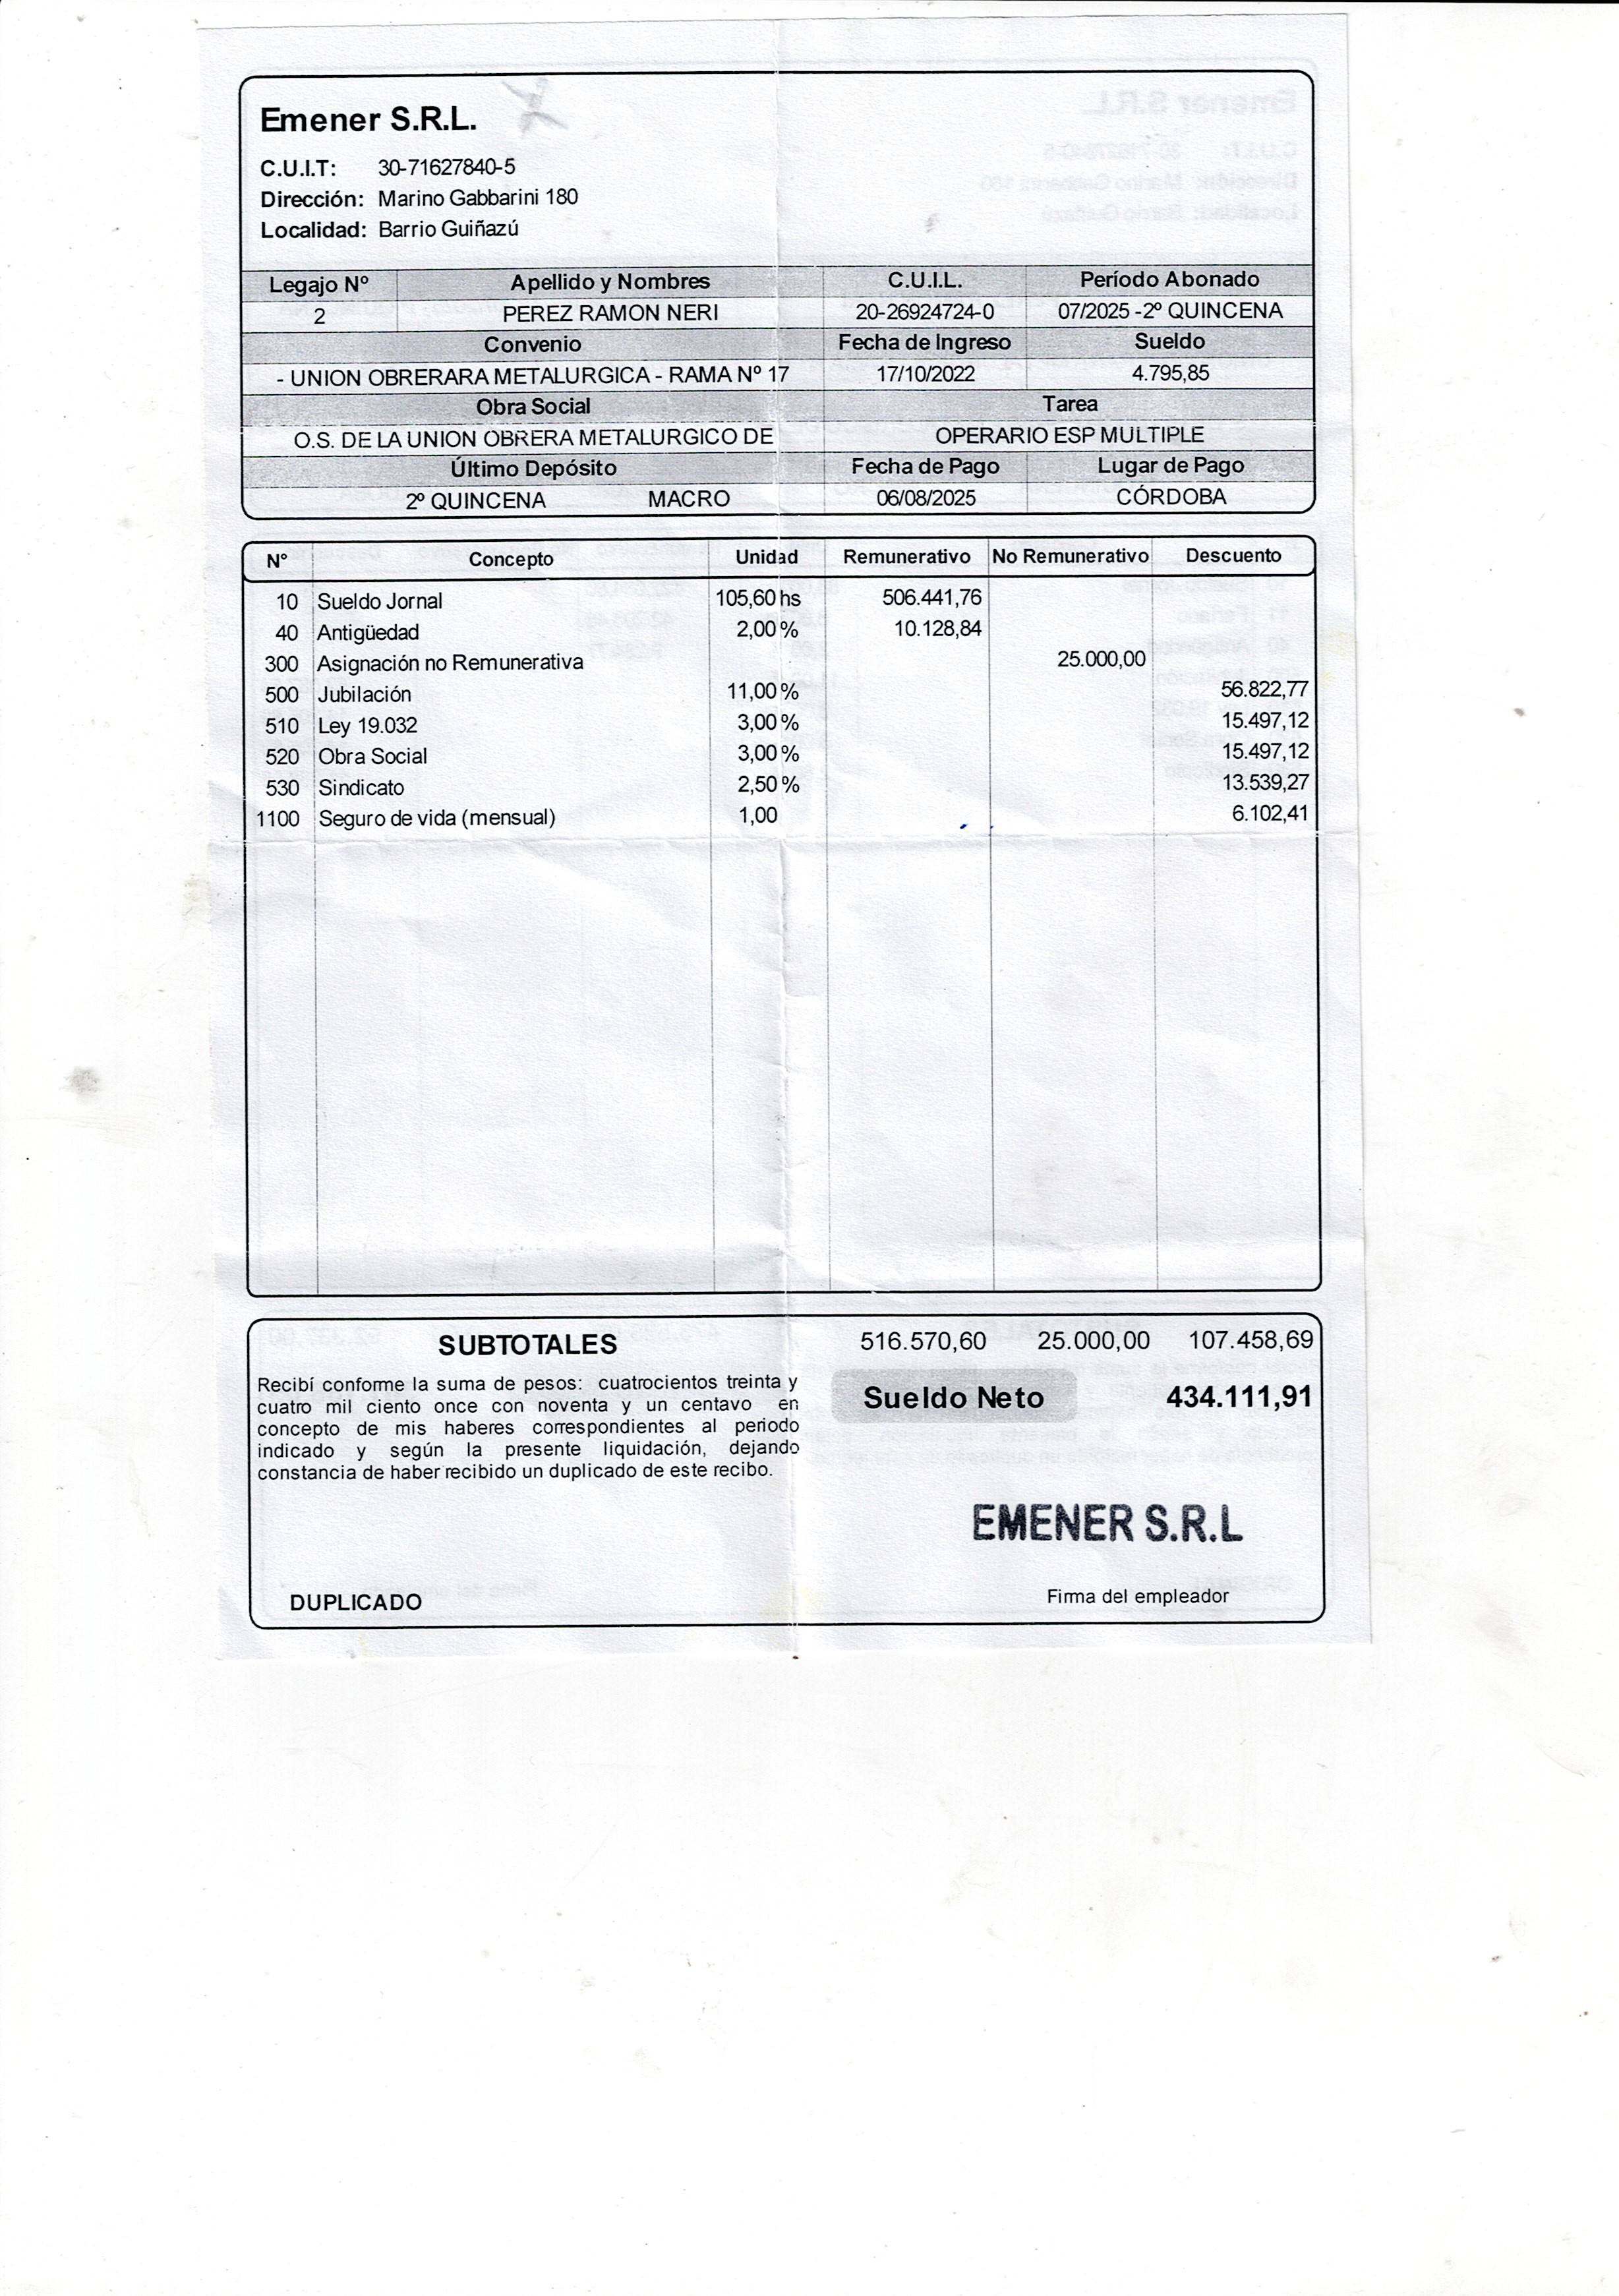 Emener S.R.L.
C.U.I.T: 30-71627840-5
Dirección: Marino Gabbarini 180
Localidad: Barrio Guiñazú
Legajo Nº Apellido y Nombres C.U.I.L. Período Abonado
2 PEREZ RAMON NERI 20-26924724-0 07/2025 -2º QUINCENA
Convenio Fecha de Ingreso Sueldo
- UNION OBRERARA METALURGICA - RAMA Nº 17 17/10/2022 4.795,85
Obra Social Tarea
O.S. DE LA UNION OBRERA METALURGICO DE OPERARIO ESP MULTIPLE
Último Depósito Fecha de Pago Lugar de Pago
2º QUINCENA MACRO 06/08/2025 CÓRDOBA
N° Concepto Unidad Remunerativo No Remunerativo Descuento
10 Sueldo Jornal 105,60 hs 506.441,76
40 Antigüedad 2,00 % 10.128,84
300 Asignación no Remunerativa 25.000,00
500 Jubilación 11,00 % 56.822,77
510 Ley 19.032 3,00 % 15.497,12
520 Obra Social 3,00 % 15.497,12
530 Sindicato 2,50 % 13.539,27
1100 Seguro de vida (mensual) 1,00 6.102,41
SUBTOTALES 516.570,60 25.000,00 107.458,69
Recibí conforme la suma de pesos: cuatrocientos treinta y
cuatro mil ciento once con noventa y un centavo en
concepto de mis haberes correspondientes al periodo
indicado y según la presente liquidación, dejando
constancia de haber recibido un duplicado de este recibo.
Sueldo Neto 434.111,91
EMENER S.R.L
DUPLICADO
Firma del empleador